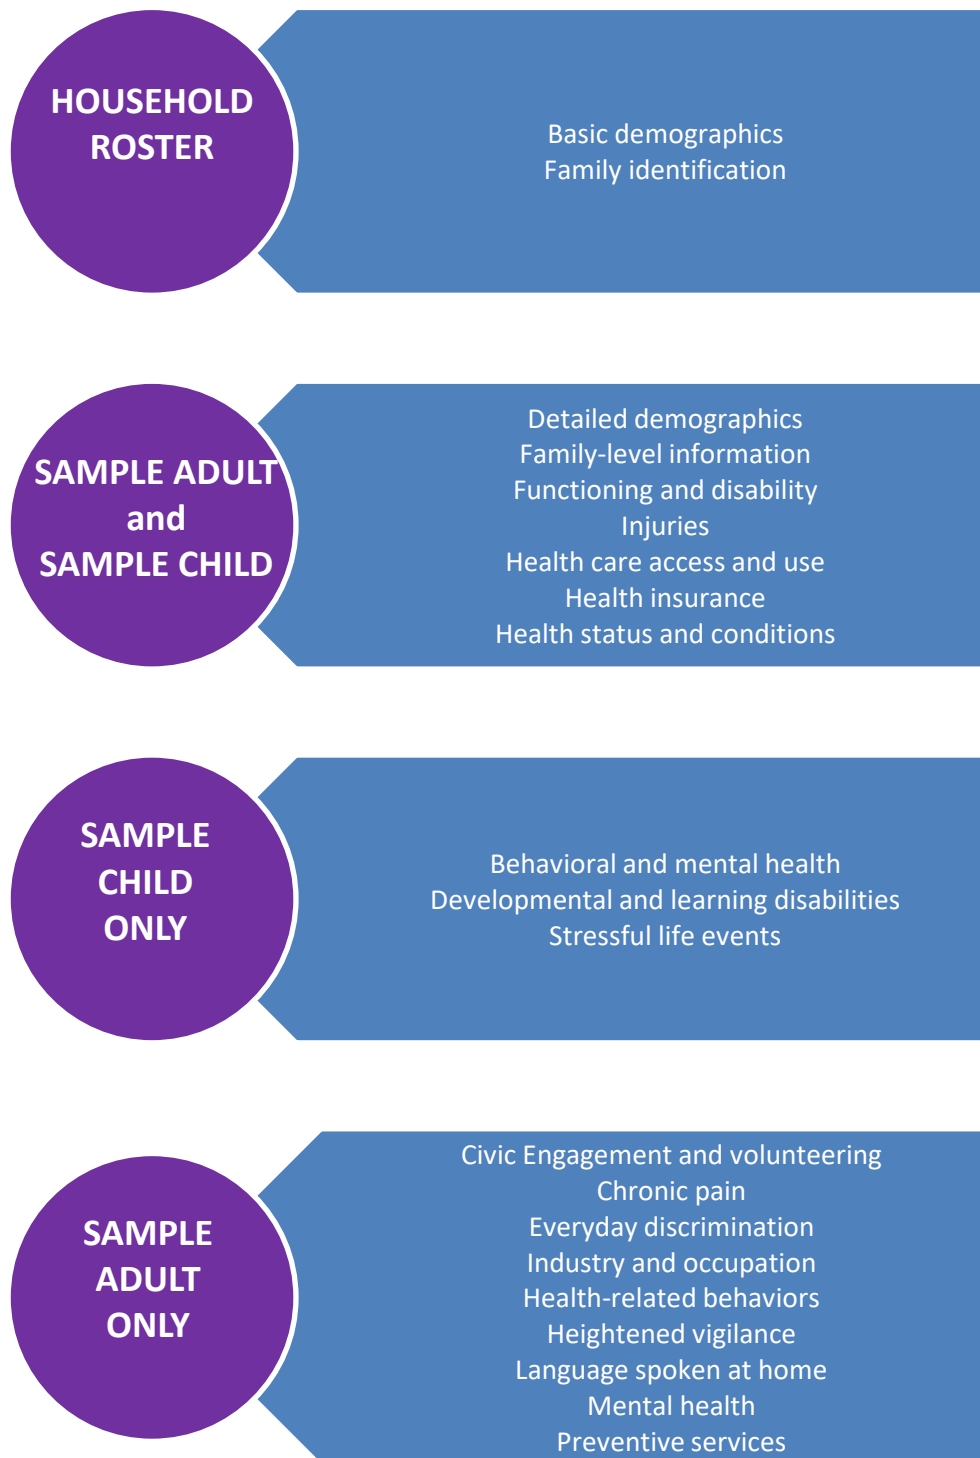 HOUSEHOLD
ROSTER
Basic demographics
Family identification
SAMPLE ADULT
and
SAMPLE CHILD
Detailed demographics
Family-level information
Functioning and disability
Injuries
Health care access and use
Health insurance
Health status and conditions
SAMPLE
CHILD
ONLY
Behavioral and mental health
Developmental and learning disabilities
Stressful life events
SAMPLE
ADULT
ONLY
Civic Engagement and volunteering
Chronic pain
Everyday discrimination
Industry and occupation
Health-related behaviors
Heightened vigilance
Language spoken at home
Mental health
Preventive services